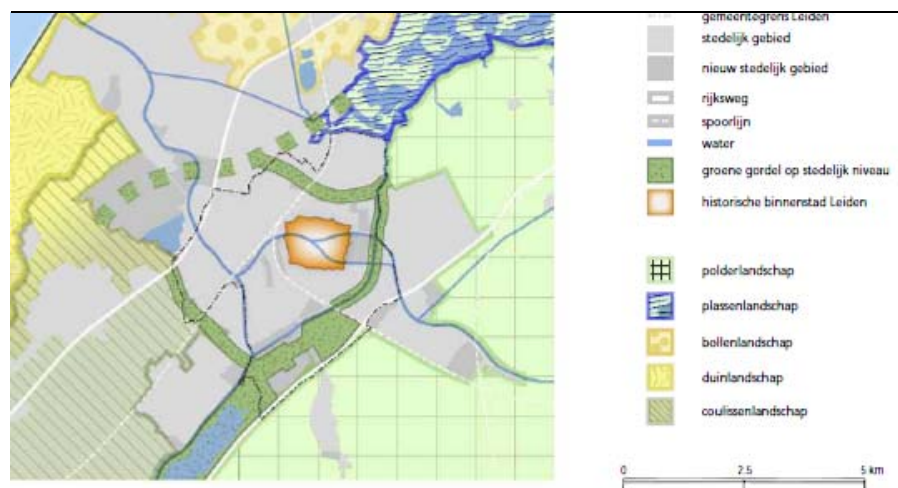 gemeentegrens Leiden
stedelijk gebied
nieuw stedelijk gebied
rijksweg
spoorlijn
water
groene gordel op stedelijk niveau
historische binnenstad Leiden
polderlandschap
plassenlandschap
bollenlandschap
duinlandschap
coulissenlandschap
0 2.5 5 km